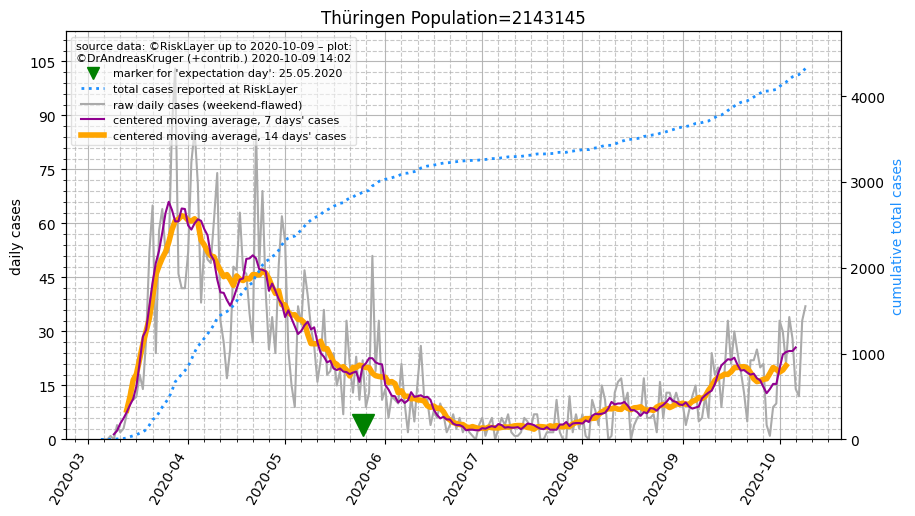 Thüringen Population=2143145
source data: ©RiskLayer up to 2020-10-09 – plot:
©DrAndreasKruger (+contrib.) 2020-10-09 14:02
marker for 'expectation day': 25.05.2020
total cases reported at RiskLayer
raw daily cases (weekend-flawed)
centered moving average, 7 days' cases
centered moving average, 14 days' cases
daily cases
105
90
75
60
45
30
15
0
cumulative total cases
4000
3000
2000
1000
0
2020-03
2020-04
2020-05
2020-06
2020-07
2020-08
2020-09
2020-10